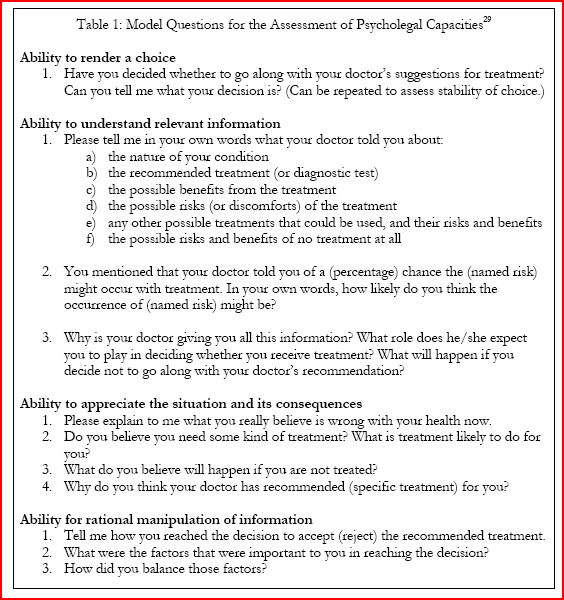 Table 1: Model Questions for the Assessment of Psycholegal Capacities29
Ability to render a choice
1. Have you decided whether to go along with your doctor's suggestions for treatment?
Can you tell me what your decision is? (Can be repeated to assess stability of choice.)
Ability to understand relevant information
1. Please tell me in your own words what your doctor told you about:
a) the nature of your condition
b) the recommended treatment (or diagnostic test)
c) the possible benefits from the treatment
d) the possible risks (or discomforts) of the treatment
e) any other possible treatments that could be used, and their risks and benefits
f) the possible risks and benefits of no treatment at all
2. You mentioned that your doctor told you of a (percentage) chance the (named risk)
might occur with treatment. In your own words, how likely do you think the
occurrence of (named risk) might be?
3. Why is your doctor giving you all this information? What role does he/she expect
you to play in deciding whether you receive treatment? What will happen if you
decide not to go along with your doctor's recommendation?
Ability to appreciate the situation and its consequences
1. Please explain to me what you really believe is wrong with your health now.
2. Do you believe you need some kind of treatment? What is treatment likely to do for
you?
3. What do you believe will happen if you are not treated?
4. Why do you think your doctor has recommended (specific treatment) for you?
Ability for rational manipulation of information
1. Tell me how you reached the decision to accept (reject) the recommended treatment.
2. What were the factors that were important to you in reaching the decision?
3. How did you balance those factors?